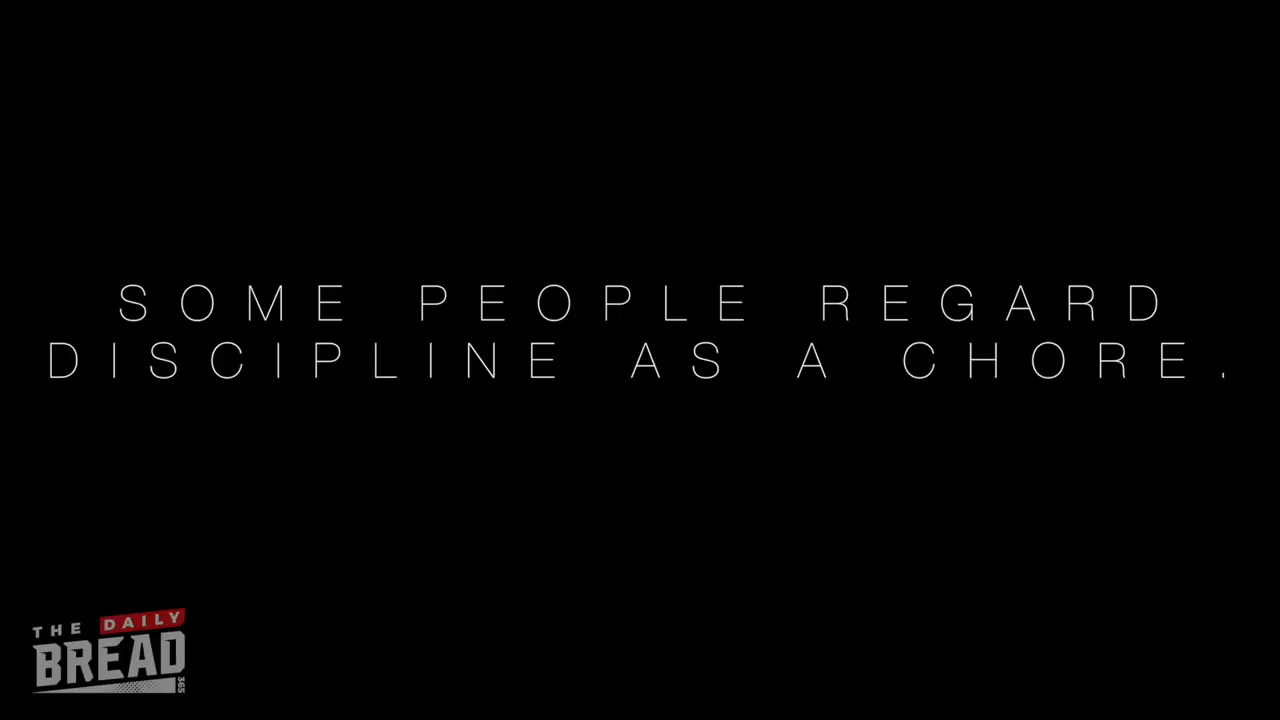 SOME PEOPLE REGARD
DISCIPLINE AS A CHORE.
THE DAILY
BREAD
365